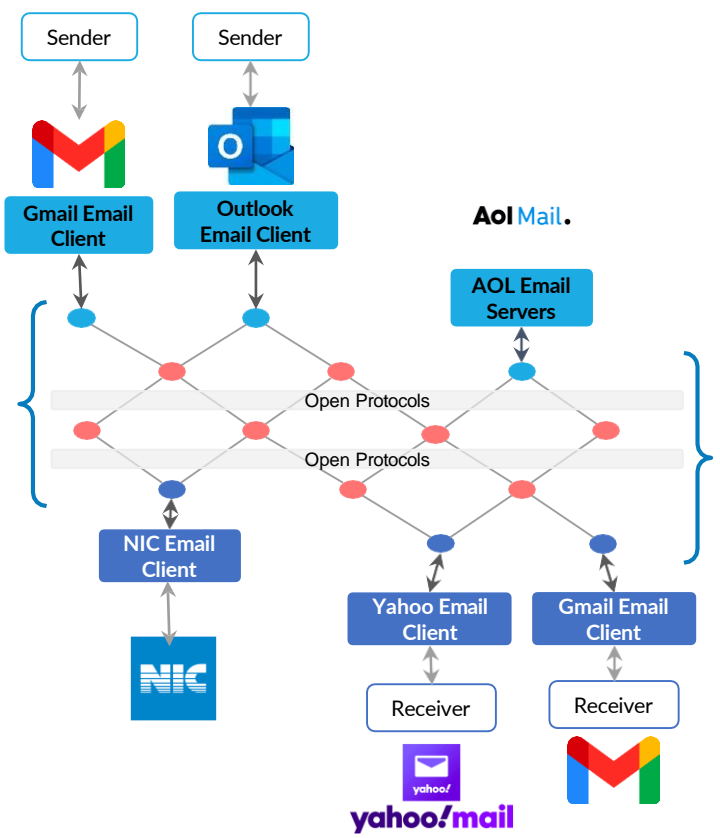 Sender
Sender
O
Gmail Email
Client
Outlook
Email Client
Aol Mail.
AOL Email
Servers
Open Protocols
Open Protocols
NIC Email
Client
Yahoo Email
Client
Gmail Email
Client
NIC
Receiver
Receiver
yahoo!
yahoo!mail